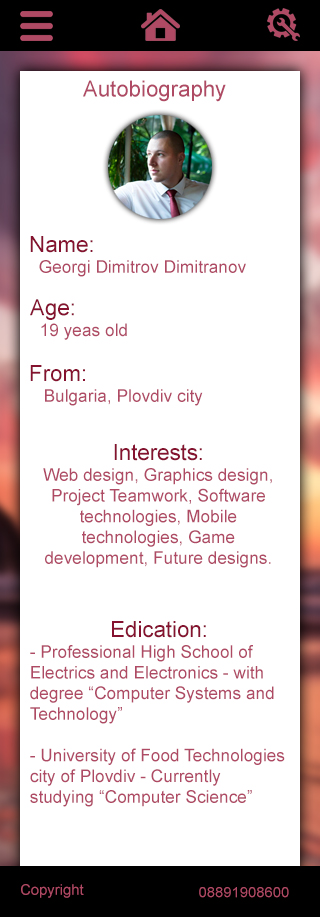 Autobiography
Name:
Georgi Dimitrov Dimitranov
Age:
19 yeas old
From:
Bulgaria, Plovdiv city
Interests:
Web design, Graphics design,
Project Teamwork, Software
technologies, Mobile
technologies, Game
development, Future designs.
Edication:
- Professional High School of
Electrics and Electronics - with
degree “Computer Systems and
Technology”
- University of Food Technologies
city of Plovdiv - Currently
studying “Computer Science”
Copyright
08891908600